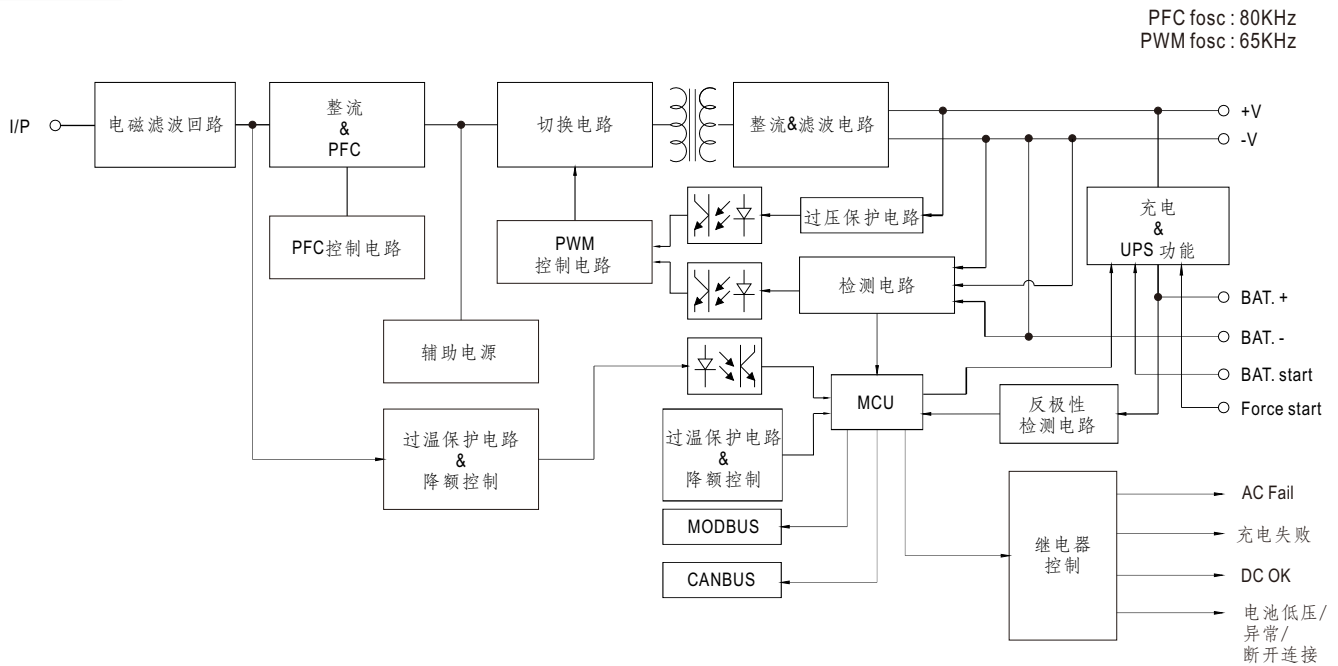 PFC fosc : 80KHz
PWM fosc : 65KHz
I/P
电磁滤波回路
整流
&
PFC
切换电路
整流&滤波电路
+V
-V
PFC控制电路
PWM
控制电路
过压保护电路
充电
&
UPS 功能
检测电路
BAT. +
BAT. -
辅助电源
BAT. start
MCU
反极性
检测电路
Force start
过温保护电路
&
降额控制
过温保护电路
&
降额控制
MODBUS
CANBUS
继电器
控制
AC Fail
充电失败
DC OK
电池低压/
异常/
断开连接